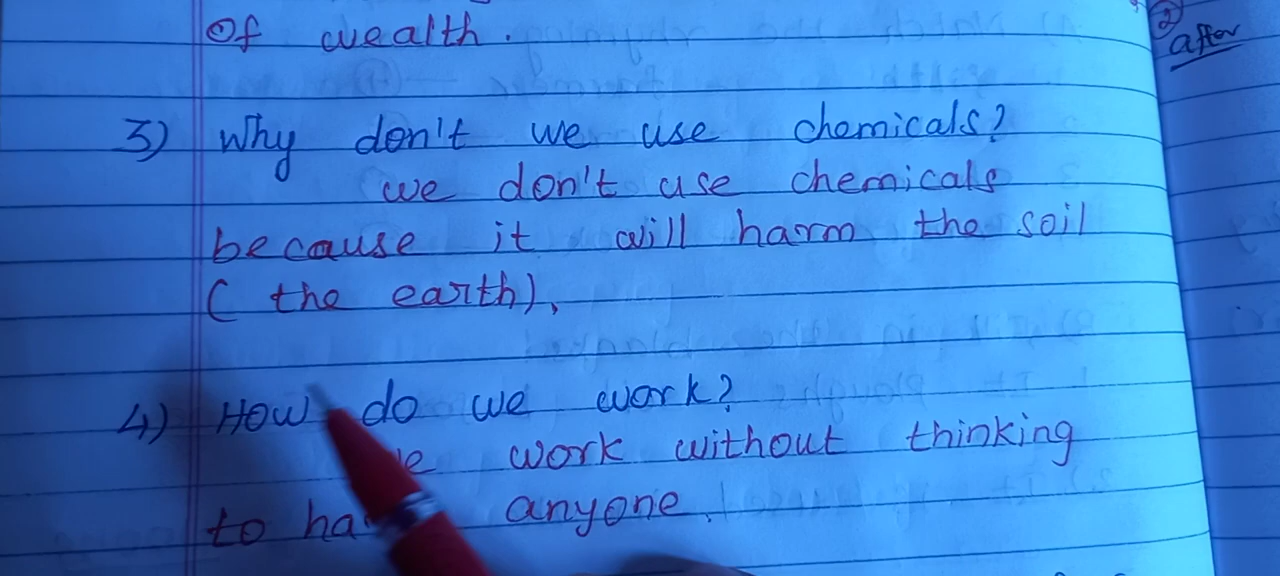 of wealth.
② after
3) Why don't we use chemicals?
we don't use chemicals
because it will harm the soil
( the earth).
4) How do we work?
work without thinking
to anyone.